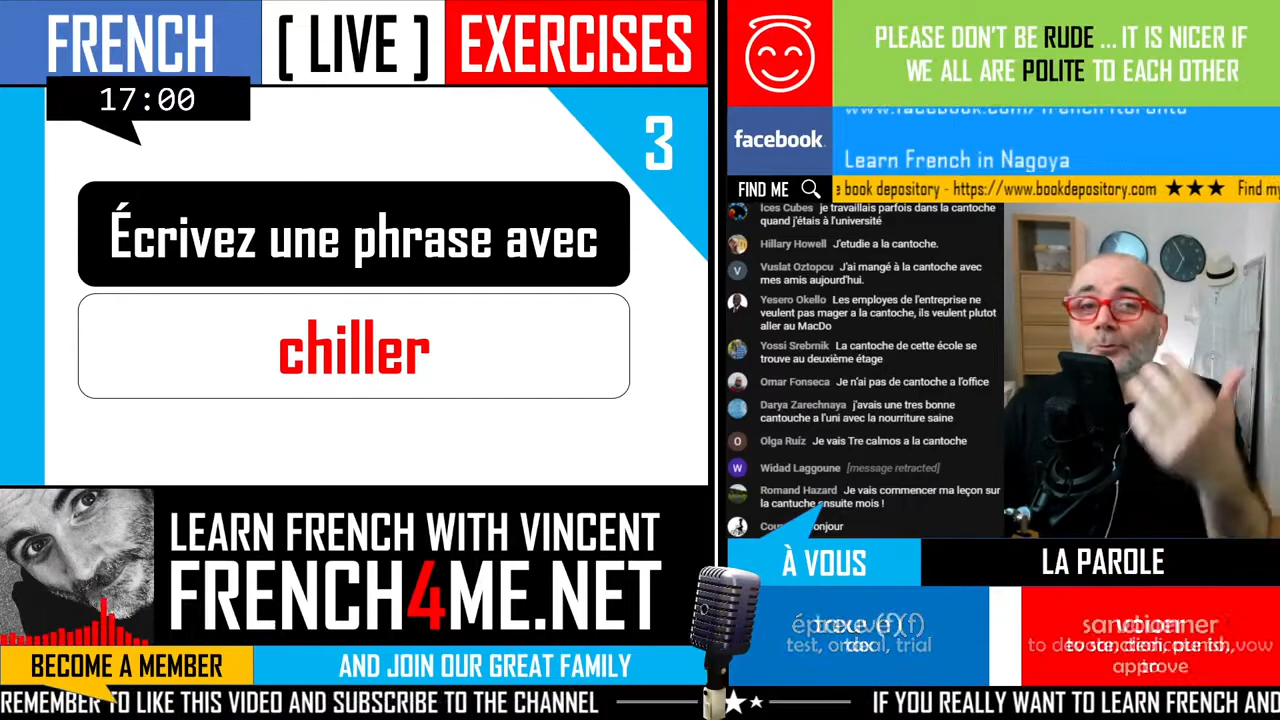 FRENCH
[ LIVE ]
EXERCISES
17:00
3
Écrivez une phrase avec
chiller
LEARN FRENCH WITH VINCENT
FRENCH4ME.NET
BECOME A MEMBER
AND JOIN OUR GREAT FAMILY
PLEASE DON'T BE RUDE ... IT IS NICER IF
WE ALL ARE POLITE TO EACH OTHER
facebook.
Learn French in Nagoya
FIND ME
book depository - https://www.bookdepository.com ★★★ Find my
Ices Cubes je travaillais parfois dans la cantoche
quand j'étais à l'université
Hillary Howell J'etudie a la cantoche.
V
Vuslat Oztopcu J'ai mangé à la cantoche avec
mes amis aujourd'hui.
Yesero Okello Les employes de l'entreprise ne
veulent pas mager a la cantoche, ils veulent plutot
aller au MacDo
Yossi Srebrnik La cantoche de cette école se
trouve au deuxième étage
Omar Fonseca Je n'ai pas de cantoche a l'office
Darya Zarechnaya j'avais une tres bonne
cantouche a l'uni avec la nourriture saine
O
Olga Ruíz Je vais Tre calmos a la cantoche
W
Widad Laggoune [message retracted]
Romand Hazard Je vais commencer ma leçon sur
la cantuche ensuite mois !
À VOUS
LA PAROLE
REMEMBER TO LIKE THIS VIDEO AND SUBSCRIBE TO THE CHANNEL
IF YOU REALLY WANT TO LEARN FRENCH AND